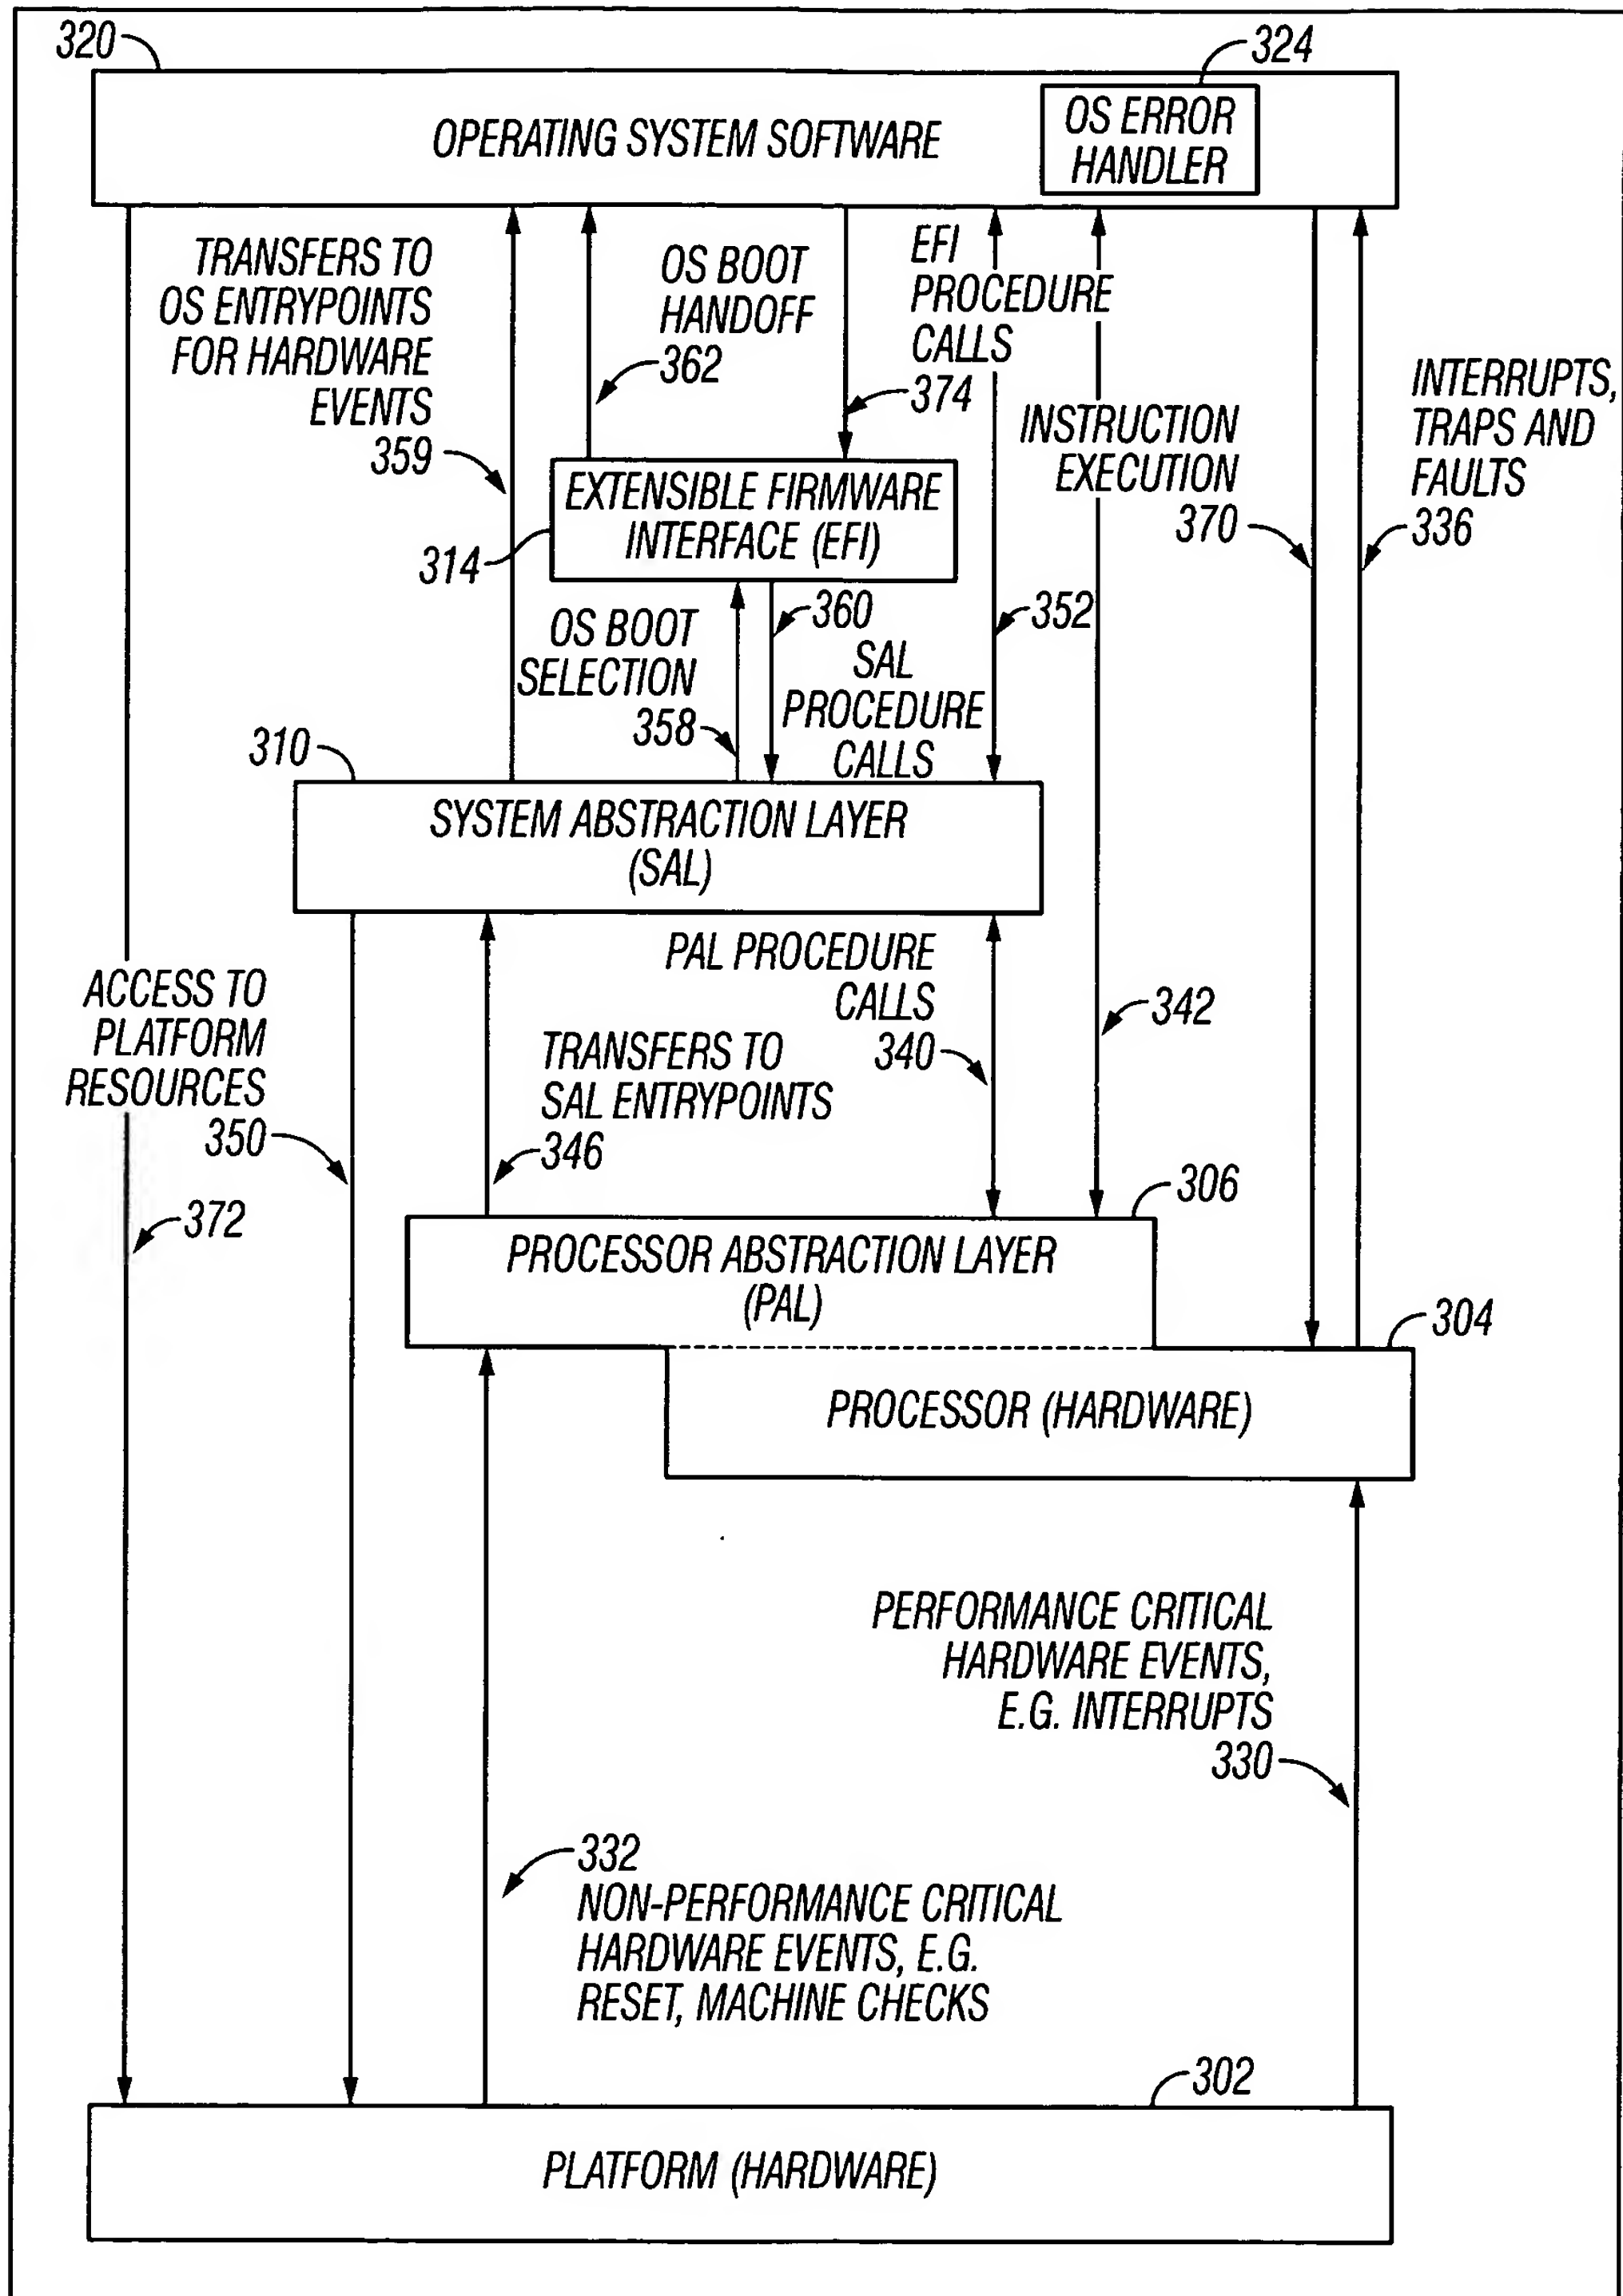 320
324
OPERATING SYSTEM SOFTWARE
OS ERROR
HANDLER
TRANSFERS TO
OS ENTRYPOINTS
FOR HARDWARE
EVENTS
359
OS BOOT
HANDOFF
362
EFI
PROCEDURE
CALLS
374
INSTRUCTION
EXECUTION
370
INTERRUPTS,
TRAPS AND
FAULTS
336
EXTENSIBLE FIRMWARE
INTERFACE (EFI)
314
OS BOOT
SELECTION
358
360
SAL
PROCEDURE
CALLS
352
310
SYSTEM ABSTRACTION LAYER
(SAL)
ACCESS TO
PLATFORM
RESOURCES
350
372
TRANSFERS TO
SAL ENTRYPOINTS
346
PAL PROCEDURE
CALLS
340
342
306
PROCESSOR ABSTRACTION LAYER
(PAL)
304
PROCESSOR (HARDWARE)
PERFORMANCE CRITICAL
HARDWARE EVENTS,
E.G. INTERRUPTS
330
332
NON-PERFORMANCE CRITICAL
HARDWARE EVENTS, E.G.
RESET, MACHINE CHECKS
302
PLATFORM (HARDWARE)